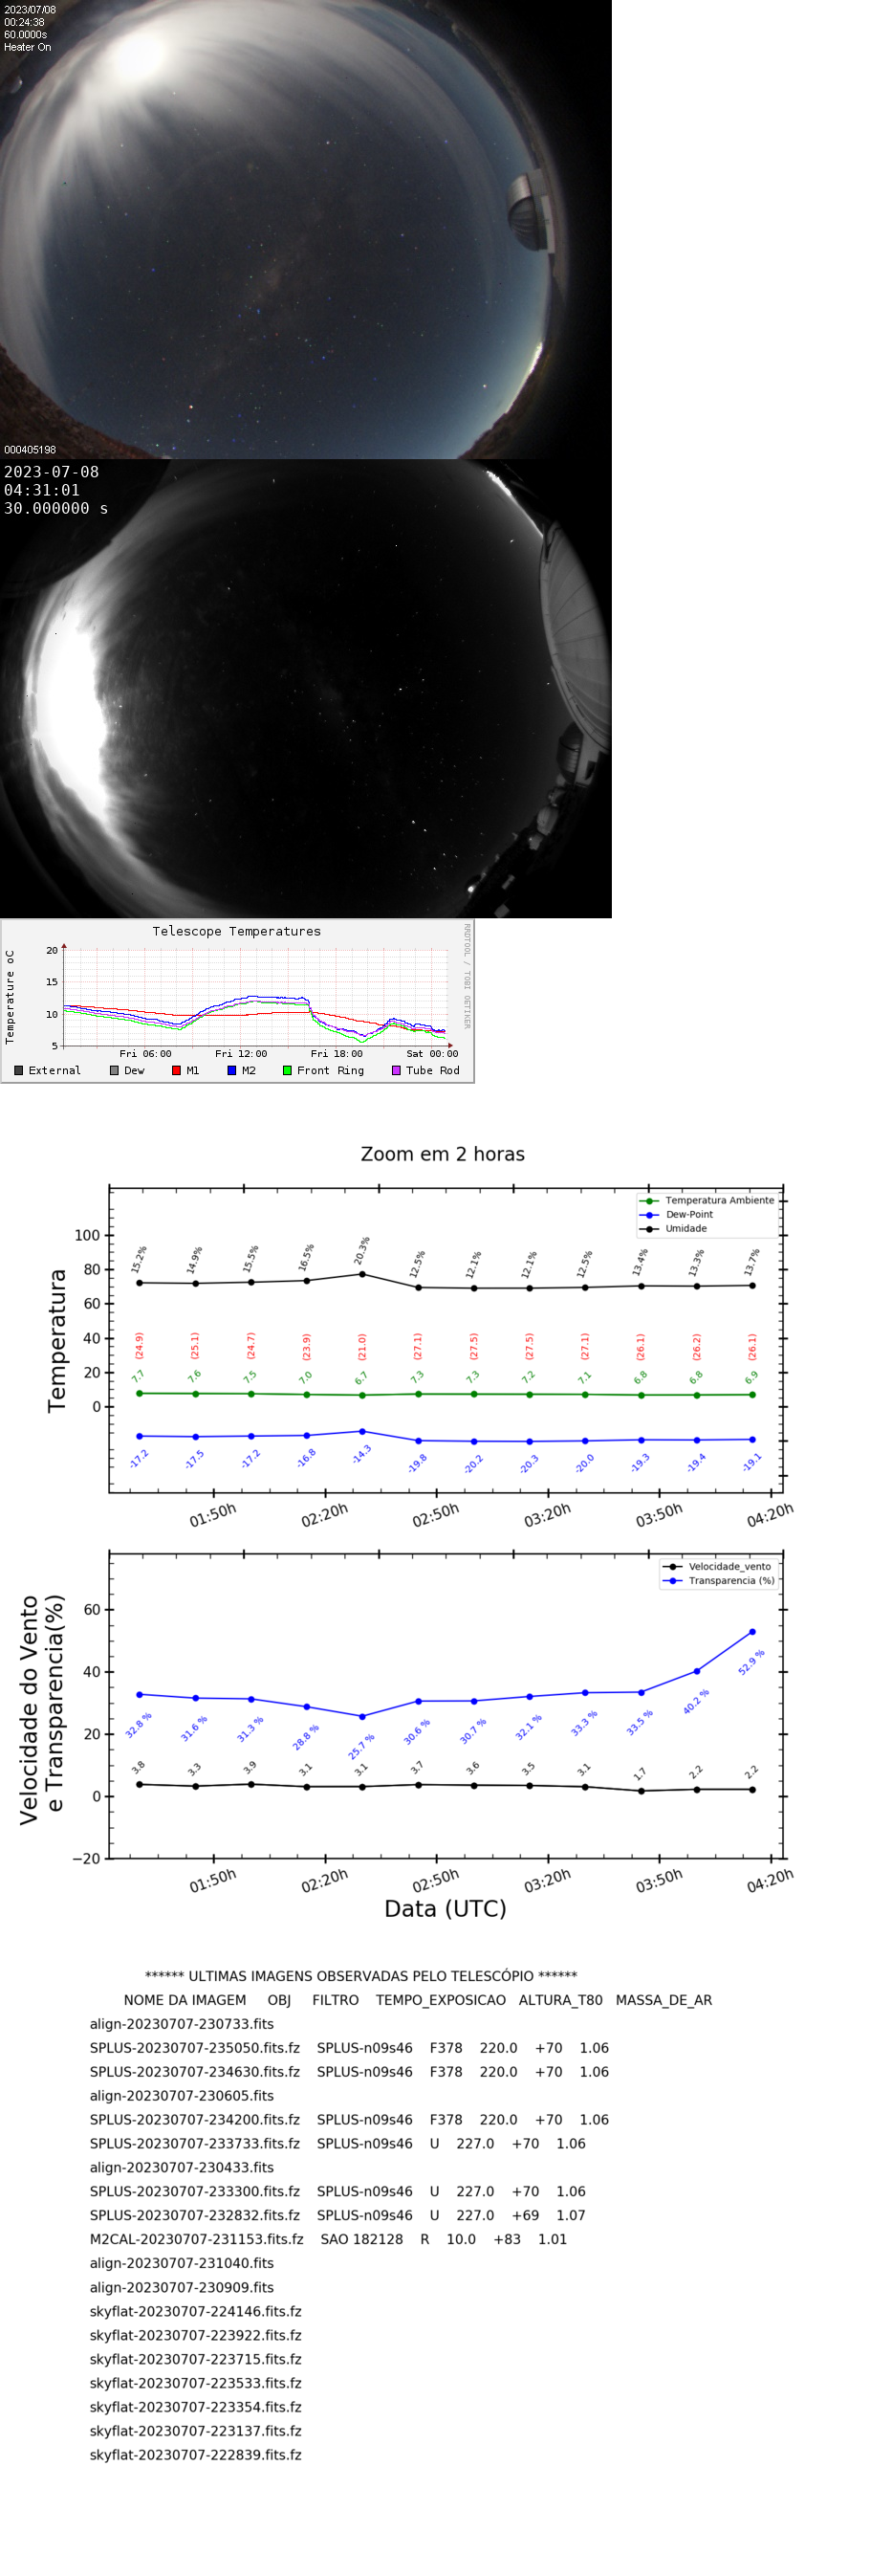 2023/07/08
00:24:38
60.0000s
Heater On
000405198
2023-07-08
04:31:01
30.000000 s
Telescope Temperatures
RRDTOOL / TOBI OETIKER
Temperature oC
20
15
10
5
Fri 06:00 Fri 12:00 Fri 18:00 Sat 00:00
External Dew M1 M2 Front Ring Tube Rod
Zoom em 2 horas
Temperatura Ambiente
Dew-Point
Umidade
Temperatura
100
80
60
40
20
0
15.2% 14.9% 15.5% 16.5% 20.3% 12.5% 12.1% 12.1% 12.5% 13.4% 13.3% 13.7%
(24.9) (25.1) (24.7) (23.9) (21.0) (27.1) (27.5) (27.5) (27.1) (26.1) (26.2) (26.1)
7.7 7.6 7.5 7.0 6.7 7.3 7.3 7.2 7.1 6.8 6.8 6.9
-17.2 -17.5 -17.2 -16.8 -14.3 -19.8 -20.2 -20.3 -20.0 -19.3 -19.4 -19.1
01:50h 02:20h 02:50h 03:20h 03:50h 04:20h
Velocidade_vento
Transparencia (%)
Velocidade do Vento
e Transparencia(%)
60
40
20
0
−20
32.8 % 31.6 % 31.3 % 28.8 % 25.7 % 30.6 % 30.7 % 32.1 % 33.3 % 33.5 % 40.2 % 52.9 %
3.8 3.3 3.9 3.1 3.1 3.7 3.6 3.5 3.1 1.7 2.2 2.2
01:50h 02:20h 02:50h 03:20h 03:50h 04:20h
Data (UTC)
****** ULTIMAS IMAGENS OBSERVADAS PELO TELESCÓPIO ******
NOME DA IMAGEM OBJ FILTRO TEMPO_EXPOSICAO ALTURA_T80 MASSA_DE_AR
align-20230707-230733.fits
SPLUS-20230707-235050.fits.fz SPLUS-n09s46 F378 220.0 +70 1.06
SPLUS-20230707-234630.fits.fz SPLUS-n09s46 F378 220.0 +70 1.06
align-20230707-230605.fits
SPLUS-20230707-234200.fits.fz SPLUS-n09s46 F378 220.0 +70 1.06
SPLUS-20230707-233733.fits.fz SPLUS-n09s46 U 227.0 +70 1.06
align-20230707-230433.fits
SPLUS-20230707-233300.fits.fz SPLUS-n09s46 U 227.0 +70 1.06
SPLUS-20230707-232832.fits.fz SPLUS-n09s46 U 227.0 +69 1.07
M2CAL-20230707-231153.fits.fz SAO 182128 R 10.0 +83 1.01
align-20230707-231040.fits
align-20230707-230909.fits
skyflat-20230707-224146.fits.fz
skyflat-20230707-223922.fits.fz
skyflat-20230707-223715.fits.fz
skyflat-20230707-223533.fits.fz
skyflat-20230707-223354.fits.fz
skyflat-20230707-223137.fits.fz
skyflat-20230707-222839.fits.fz